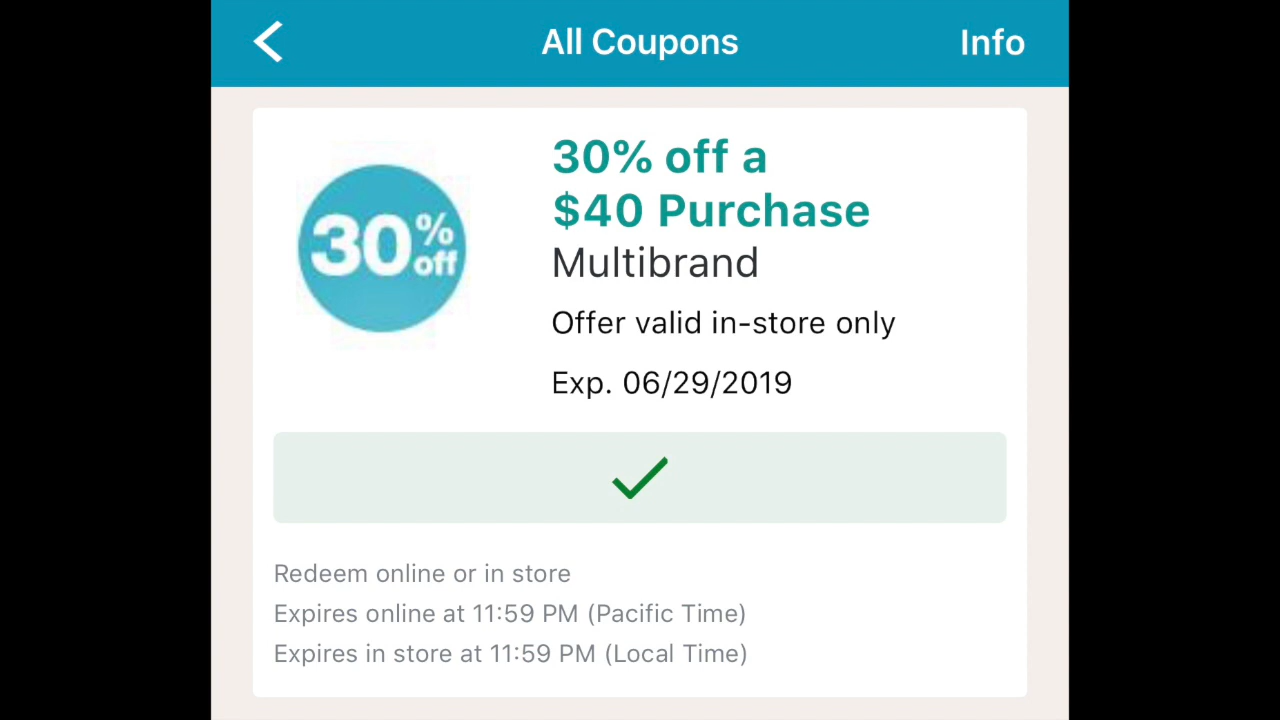 All Coupons
Info
30% off
30% off a
$40 Purchase
Multibrand
Offer valid in-store only
Exp. 06/29/2019
Redeem online or in store
Expires online at 11:59 PM (Pacific Time)
Expires in store at 11:59 PM (Local Time)